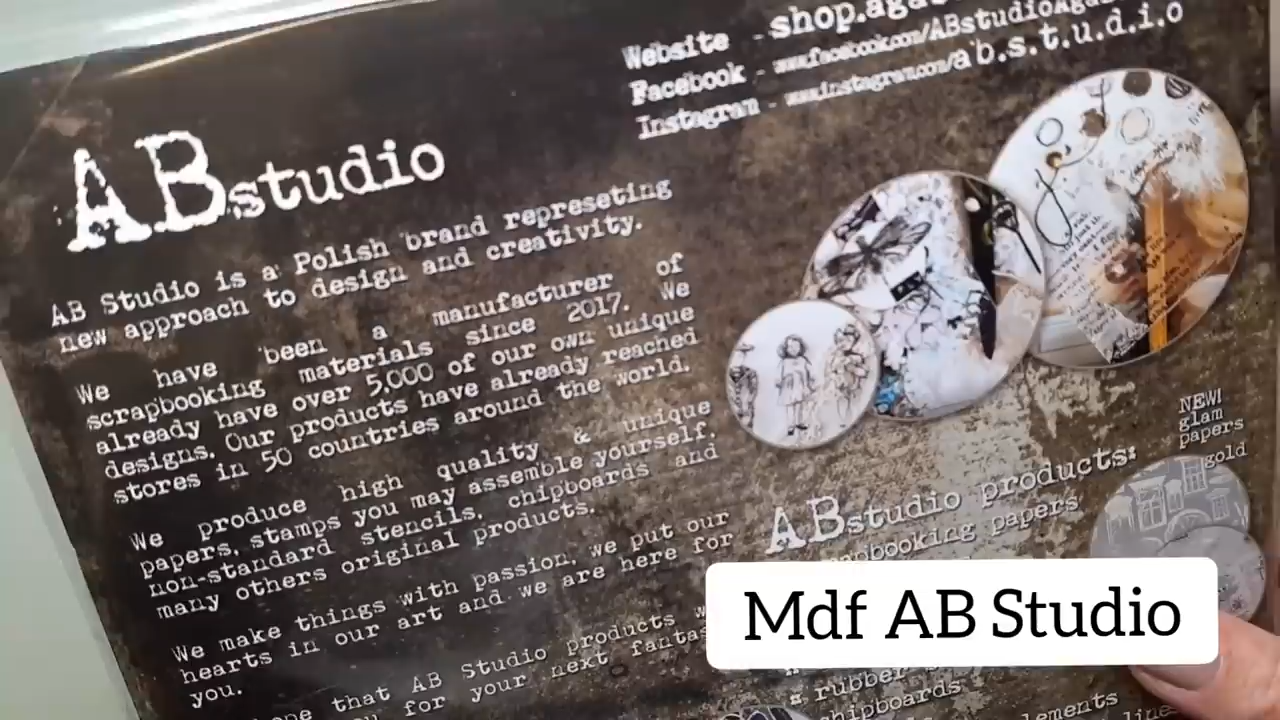 Website - shop.aga
Facebook - www.facebook.com/ABstudioAga
Instagram - www.instagram.com/ab.s.t.u.d.i.o
ABstudio
AB Studio is a Polish brand represeting
new approach to design and creativity.
We have been a manufacturer of
scrapbooking materials since 2017. We
already have over 5,000 of our own unique
designs. Our products have already reached
stores in 50 countries around the world.
We produce high quality & unique
papers, stamps you may assemble yourself,
non-standard stencils, chipboards and
many others original products.
We make things with passion, we put our
hearts in our art and we are here for
you.
that AB Studio products
for your next fantas
NEW!
glam
papers
gold
ABstudio products:
papers
Mdf AB Studio
rubber
chipboards